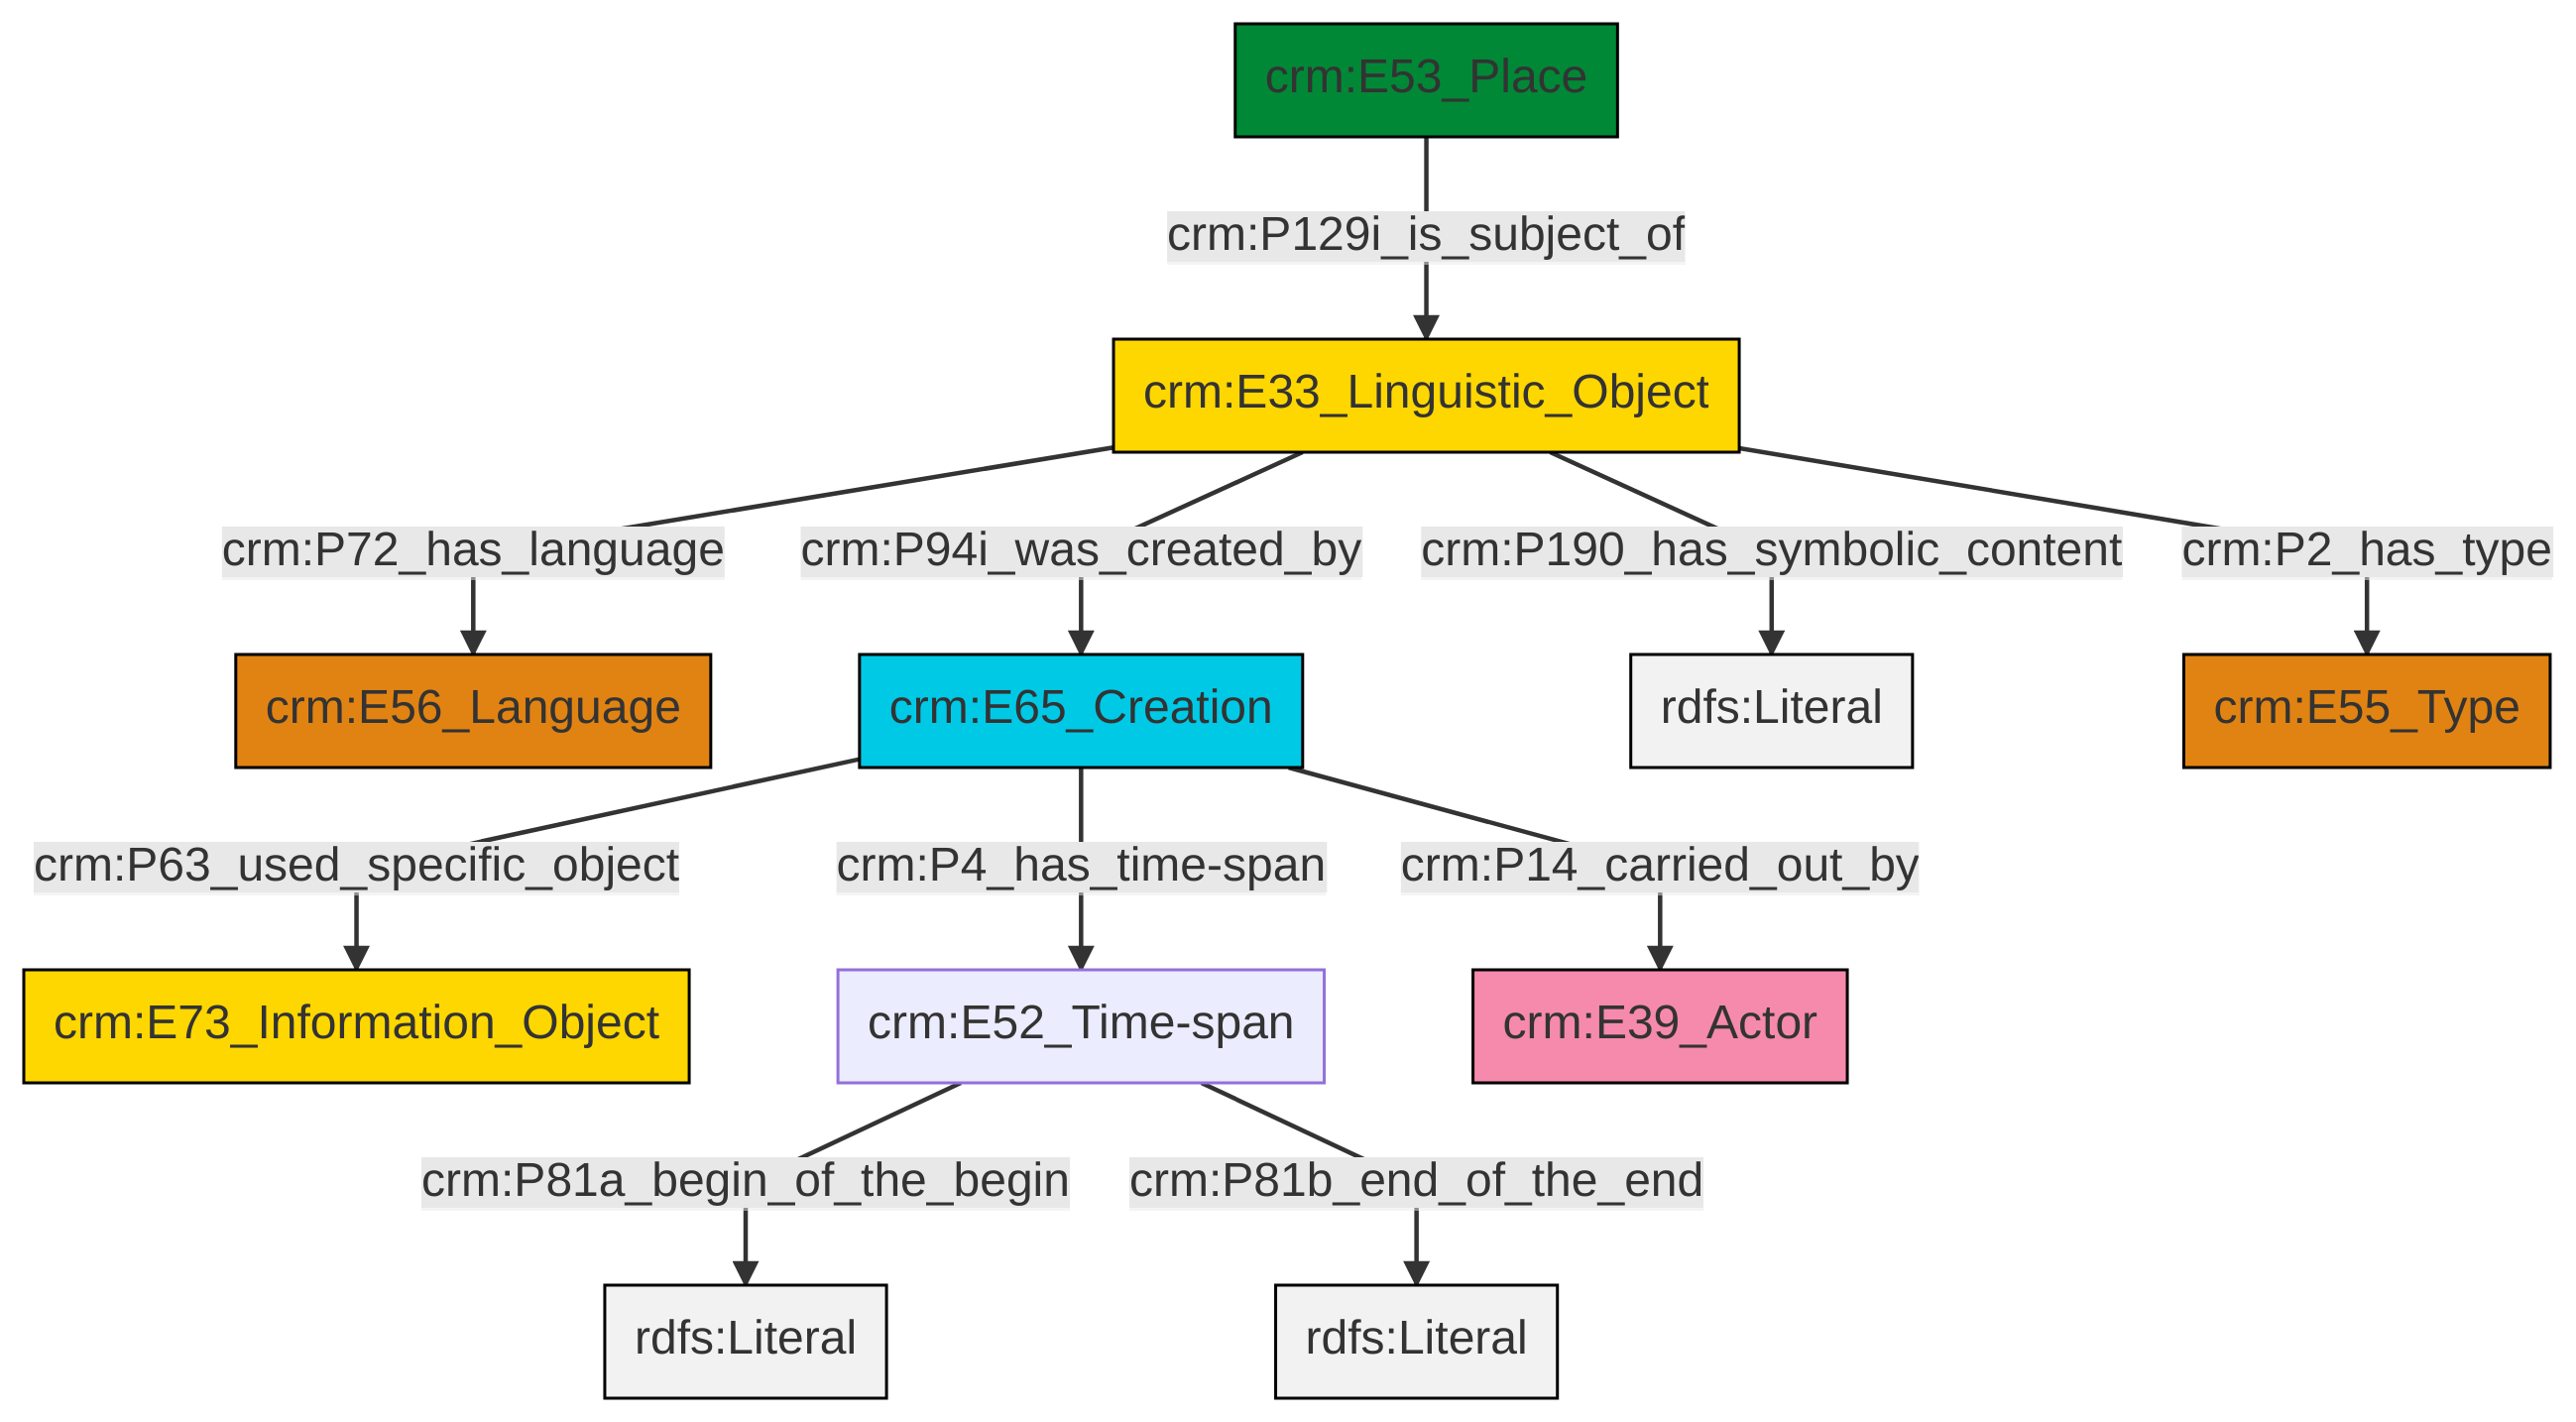 crm:E53_Place
crm:P129i_is_subject_of
crm:E33_Linguistic_Object
crm:P72_has_language
crm:P94i_was_created_by
crm:P190_has_symbolic_content
crm:P2_has_type
crm:E56_Language
crm:E65_Creation
rdfs:Literal
crm:E55_Type
crm:P63_used_specific_object
crm:P4_has_time-span
crm:P14_carried_out_by
crm:E73_Information_Object
crm:E52_Time-span
crm:E39_Actor
crm:P81a_begin_of_the_begin
crm:P81b_end_of_the_end
rdfs:Literal
rdfs:Literal